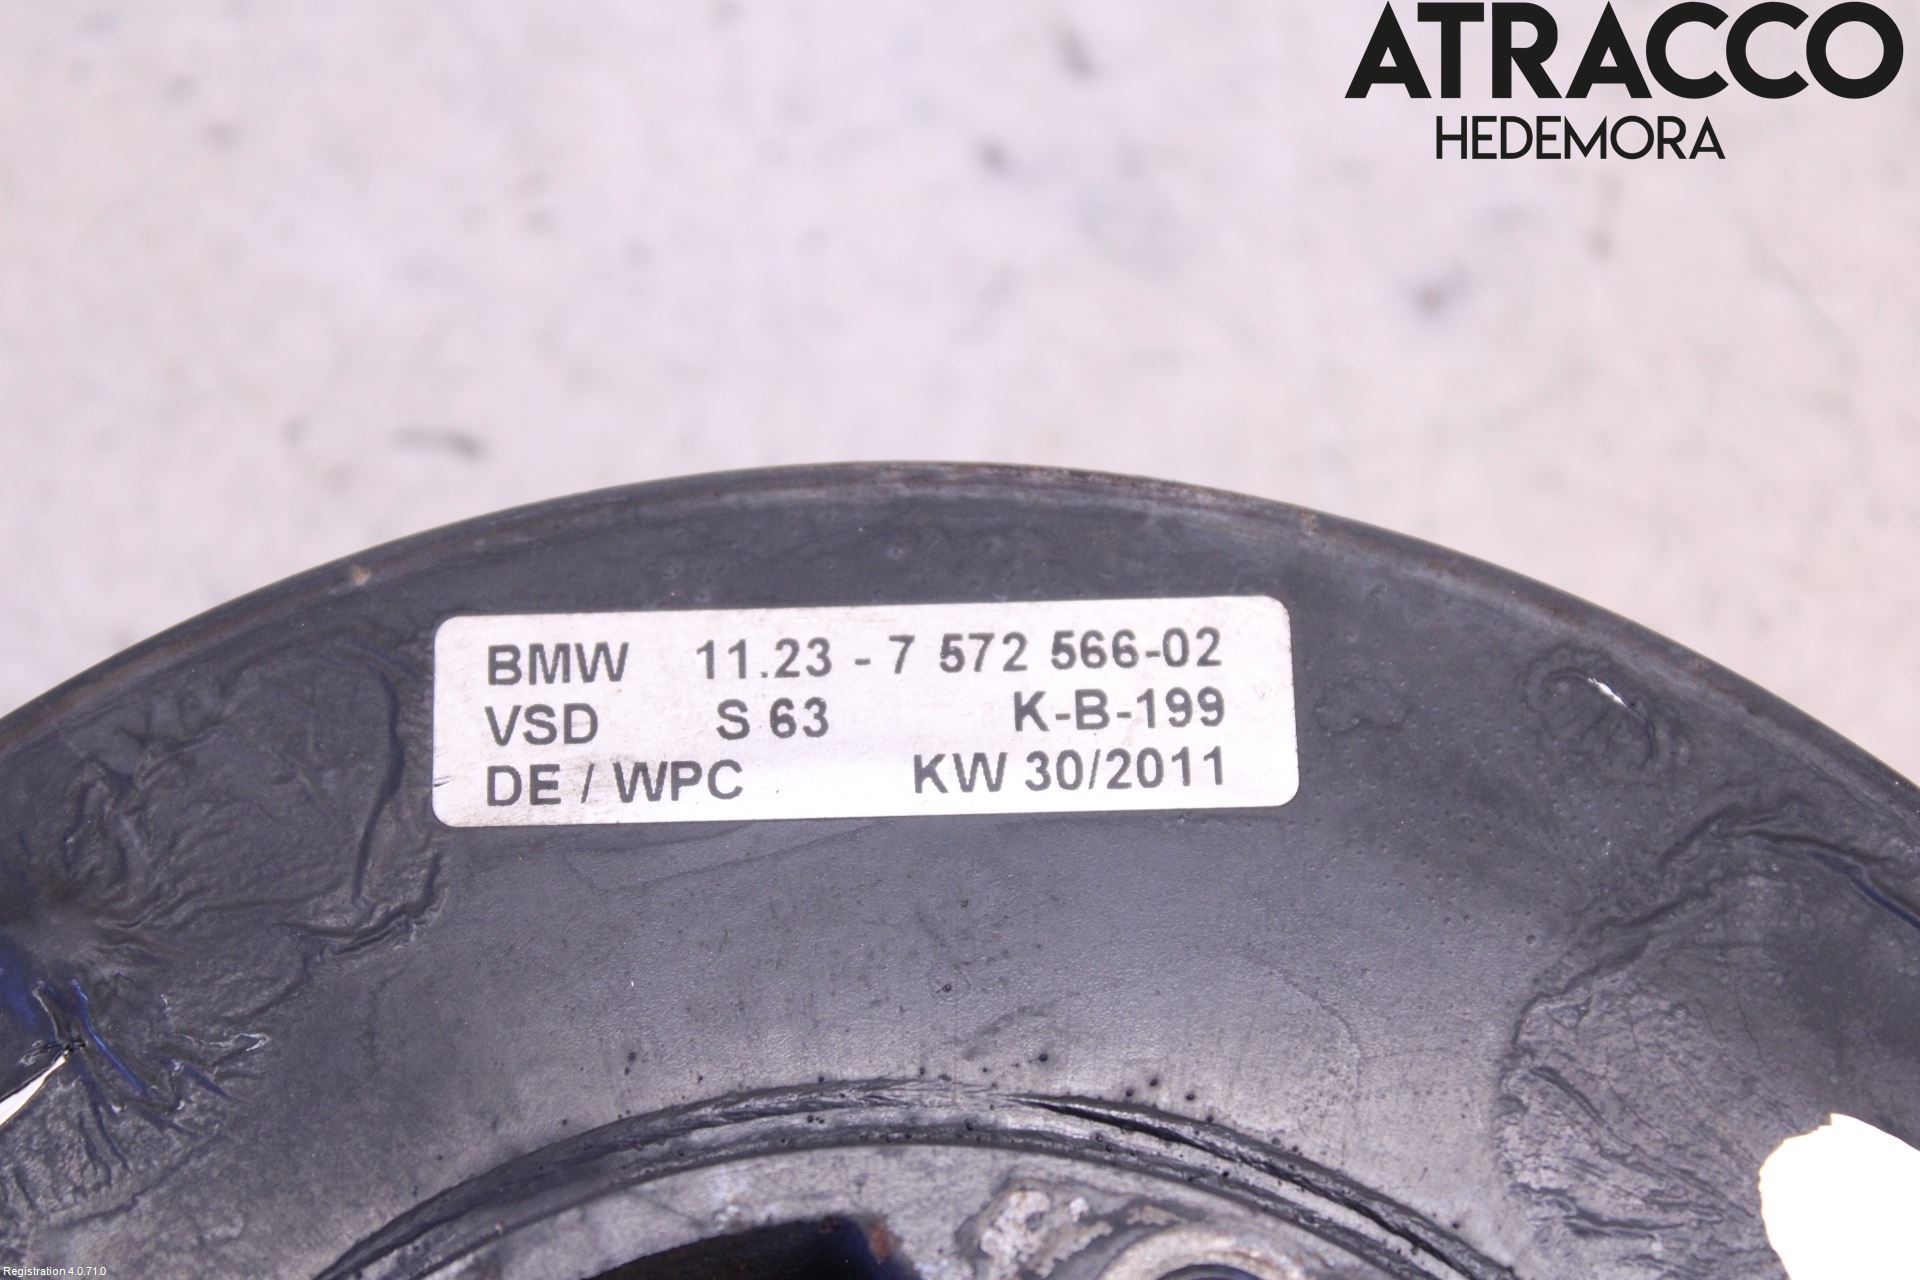 ATRACCO
HEDEMORA
BMW 11.23 - 7 572 566-02
VSD S 63 K-B-199
DE / WPC KW 30/2011
Registration 4.0.71.0